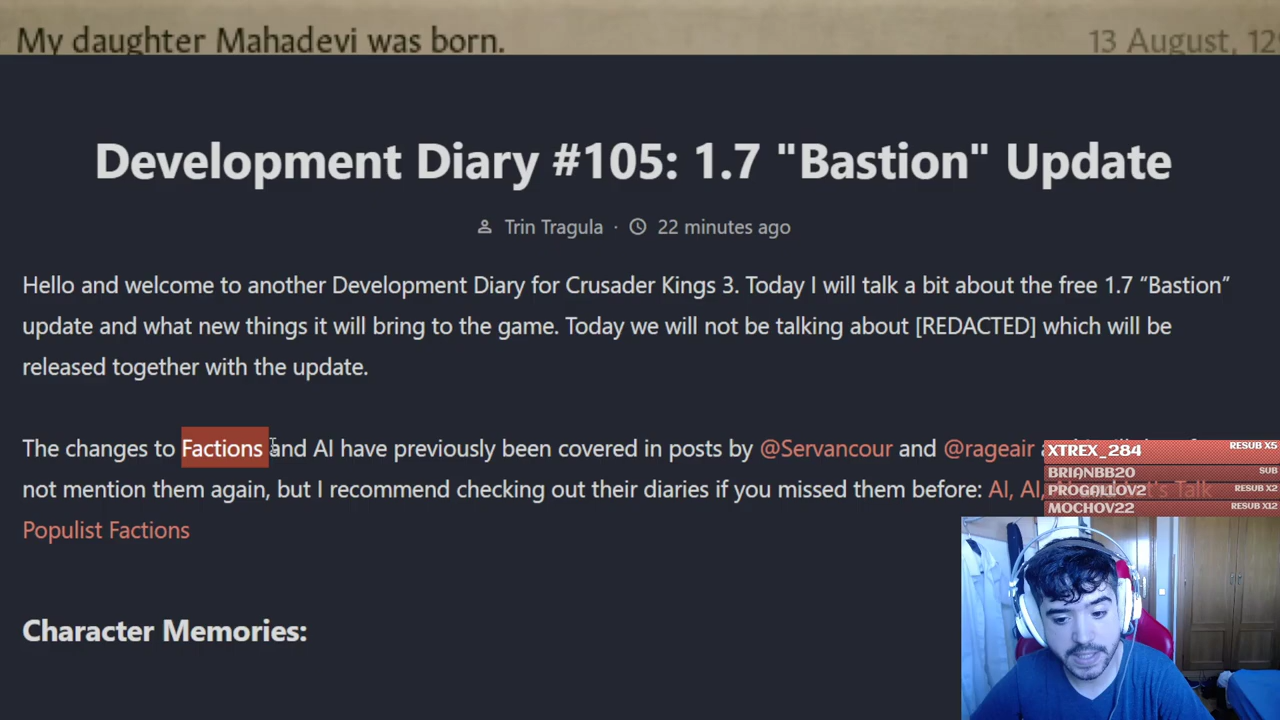 My daughter Mahadevi was born. 13 August, 12
Development Diary #105: 1.7 "Bastion" Update
Trin Tragula · 22 minutes ago
Hello and welcome to another Development Diary for Crusader Kings 3. Today I will talk a bit about the free 1.7 “Bastion”
update and what new things it will bring to the game. Today we will not be talking about [REDACTED] which will be
released together with the update.
The changes to Factions and AI have previously been covered in posts by @Servancour and @rageair
not mention them again, but I recommend checking out their diaries if you missed them before: AI, AI, Talk
Populist Factions
XTREX_284 RESUB X5
BRIANBB20 SUB
PROGOLLOV2 RESUB X2
MOCHOV22 RESUB X12
Character Memories: